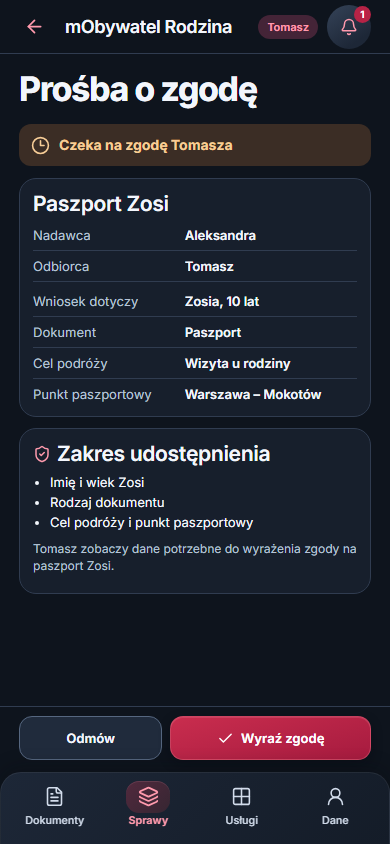 mObywatel Rodzina
Tomasz
1
Prośba o zgodę
Czeka na zgodę Tomasza
Paszport Zosi
Nadawca Aleksandra
Odbiorca Tomasz
Wniosek dotyczy Zosia, 10 lat
Dokument Paszport
Cel podróży Wizyta u rodziny
Punkt paszportowy Warszawa – Mokotów
Zakres udostępnienia
• Imię i wiek Zosi
• Rodzaj dokumentu
• Cel podróży i punkt paszportowy
Tomasz zobaczy dane potrzebne do wyrażenia zgody na
paszport Zosi.
Odmów
Wyraź zgodę
Dokumenty Sprawy Usługi Dane